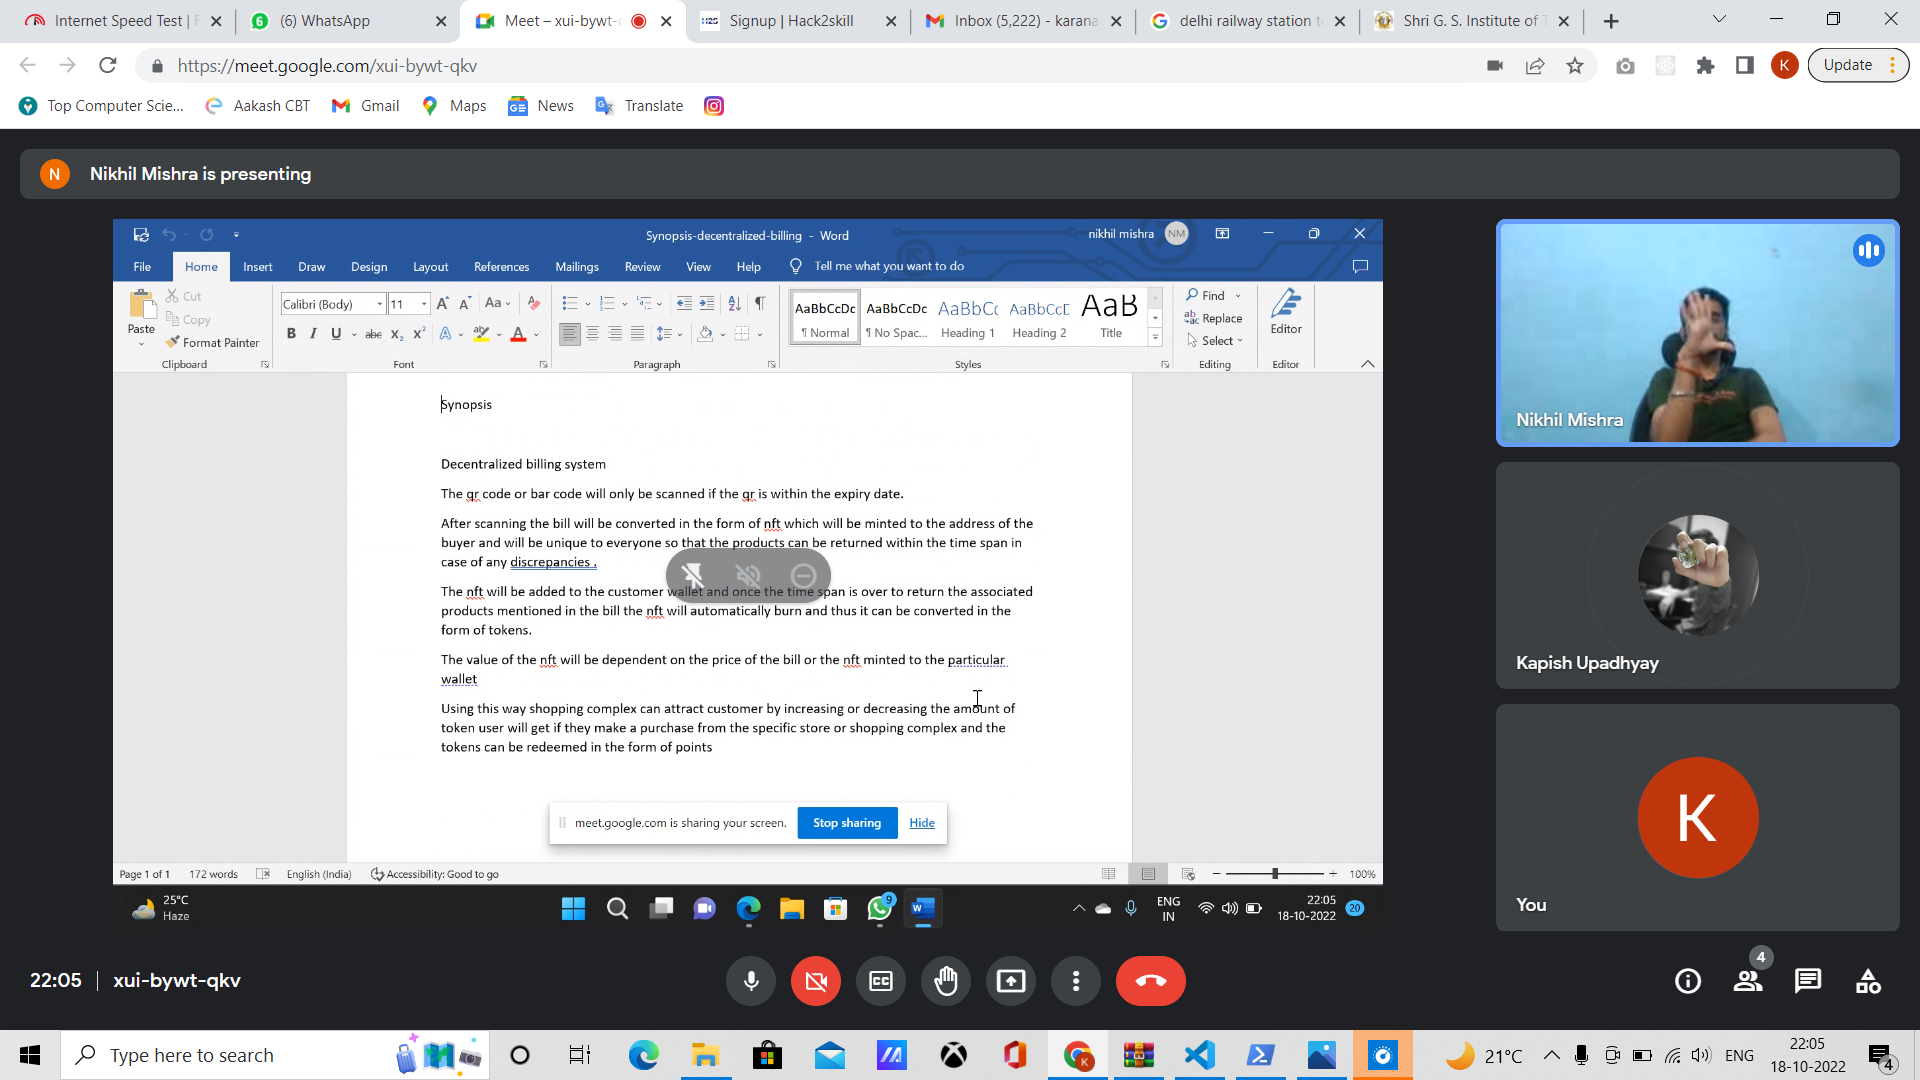 Internet Speed Test |
(6) WhatsApp
Meet – xui-bywt-
Signup | Hack2skill
Inbox (5,222) - karana
delhi railway station t
Shri G. S. Institute of T
https://meet.google.com/xui-bywt-qkv
K
Update
Top Computer Scie...
Aakash CBT
Gmail
Maps
News
Translate
N
Nikhil Mishra is presenting
Synopsis-decentralized-billing - Word
nikhil mishra
NM
File
Home
Insert
Draw
Design
Layout
References
Mailings
Review
View
Help
Tell me what you want to do
Paste
Cut
Copy
Format Painter
Clipboard
Calibri (Body)
11
Font
Paragraph
AaBbCcDc
¶ Normal
AaBbCcDc
¶ No Spac...
AaBbCc
Heading 1
AaBbCcE
Heading 2
AaB
Title
Styles
Find
Replace
Select
Editing
Editor
Editor
Synopsis
Decentralized billing system
The qr code or bar code will only be scanned if the qr is within the expiry date.
After scanning the bill will be converted in the form of nft which will be minted to the address of the
buyer and will be unique to everyone so that the products can be returned within the time span in
case of any discrepancies .
The nft will be added to the customer wallet and once the time span is over to return the associated
products mentioned in the bill the nft will automatically burn and thus it can be converted in the
form of tokens.
The value of the nft will be dependent on the price of the bill or the nft minted to the particular
wallet
Using this way shopping complex can attract customer by increasing or decreasing the amount of
token user will get if they make a purchase from the specific store or shopping complex and the
tokens can be redeemed in the form of points
meet.google.com is sharing your screen.
Stop sharing
Hide
Page 1 of 1
172 words
English (India)
Accessibility: Good to go
100%
25°C
Haze
9
ENG
IN
22:05
18-10-2022
20
Nikhil Mishra
Kapish Upadhyay
K
You
22:05
xui-bywt-qkv
4
Type here to search
21°C
ENG
22:05
18-10-2022
4